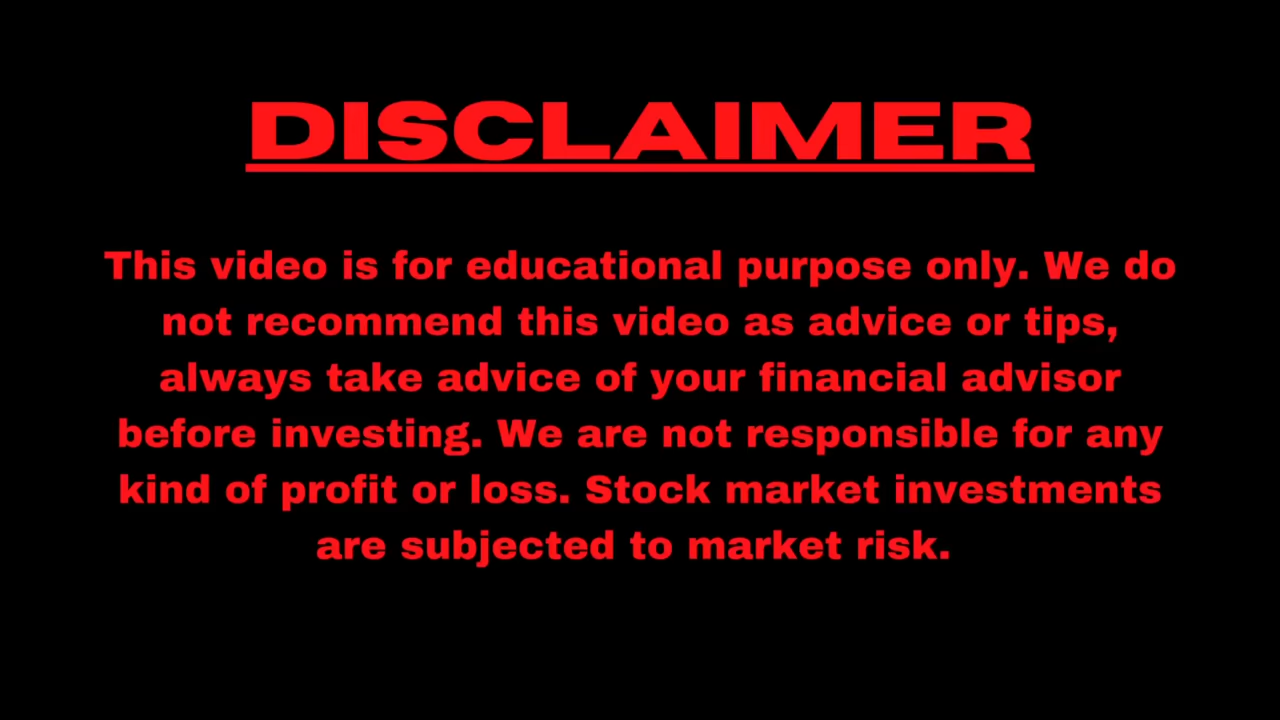 DISCLAIMER
This video is for educational purpose only. We do
not recommend this video as advice or tips,
always take advice of your financial advisor
before investing. We are not responsible for any
kind of profit or loss. Stock market investments
are subjected to market risk.